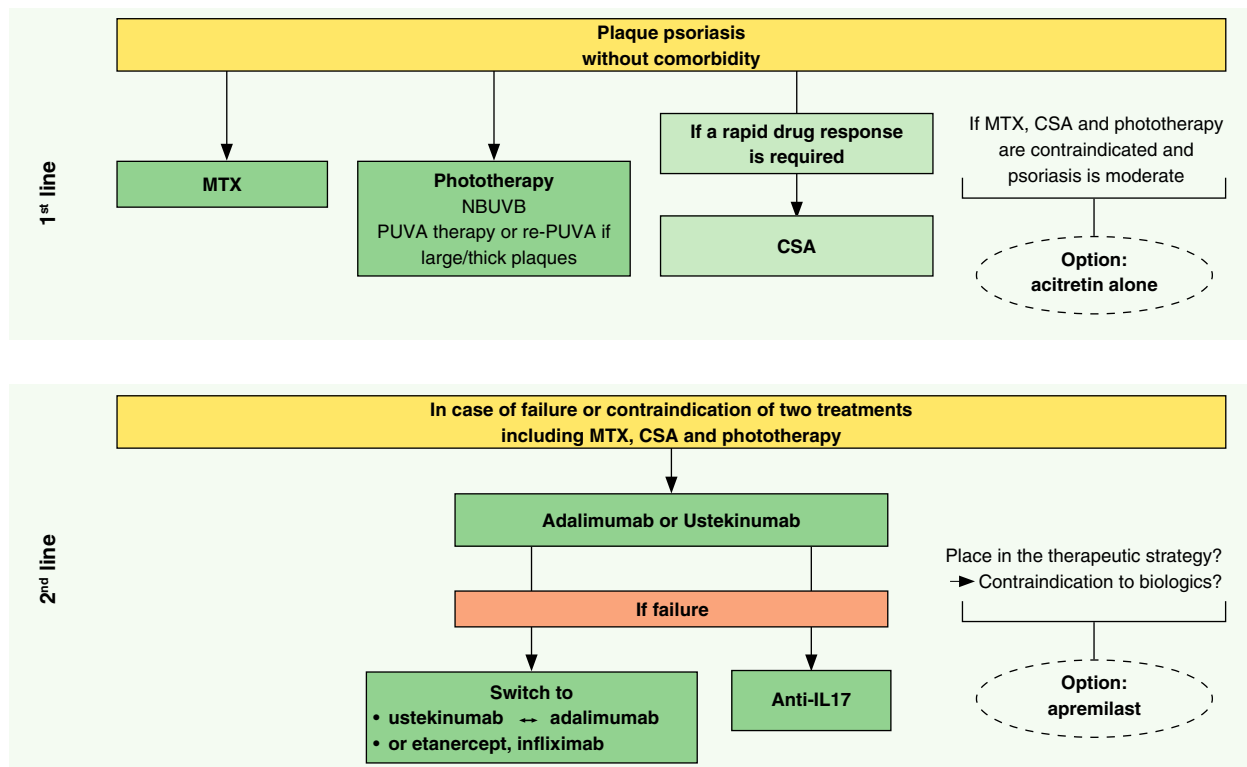 Plaque psoriasis
without comorbidity
1st line
MTX
Phototherapy
NBUVB
PUVA therapy or re-PUVA if
large/thick plaques
If a rapid drug response
is required
CSA
If MTX, CSA and phototherapy
are contraindicated and
psoriasis is moderate
Option:
acitretin alone
In case of failure or contraindication of two treatments
including MTX, CSA and phototherapy
2nd line
Adalimumab or Ustekinumab
If failure
Switch to
• ustekinumab ↔ adalimumab
• or etanercept, infliximab
Anti-IL17
Place in the therapeutic strategy?
→ Contraindication to biologics?
Option:
apremilast